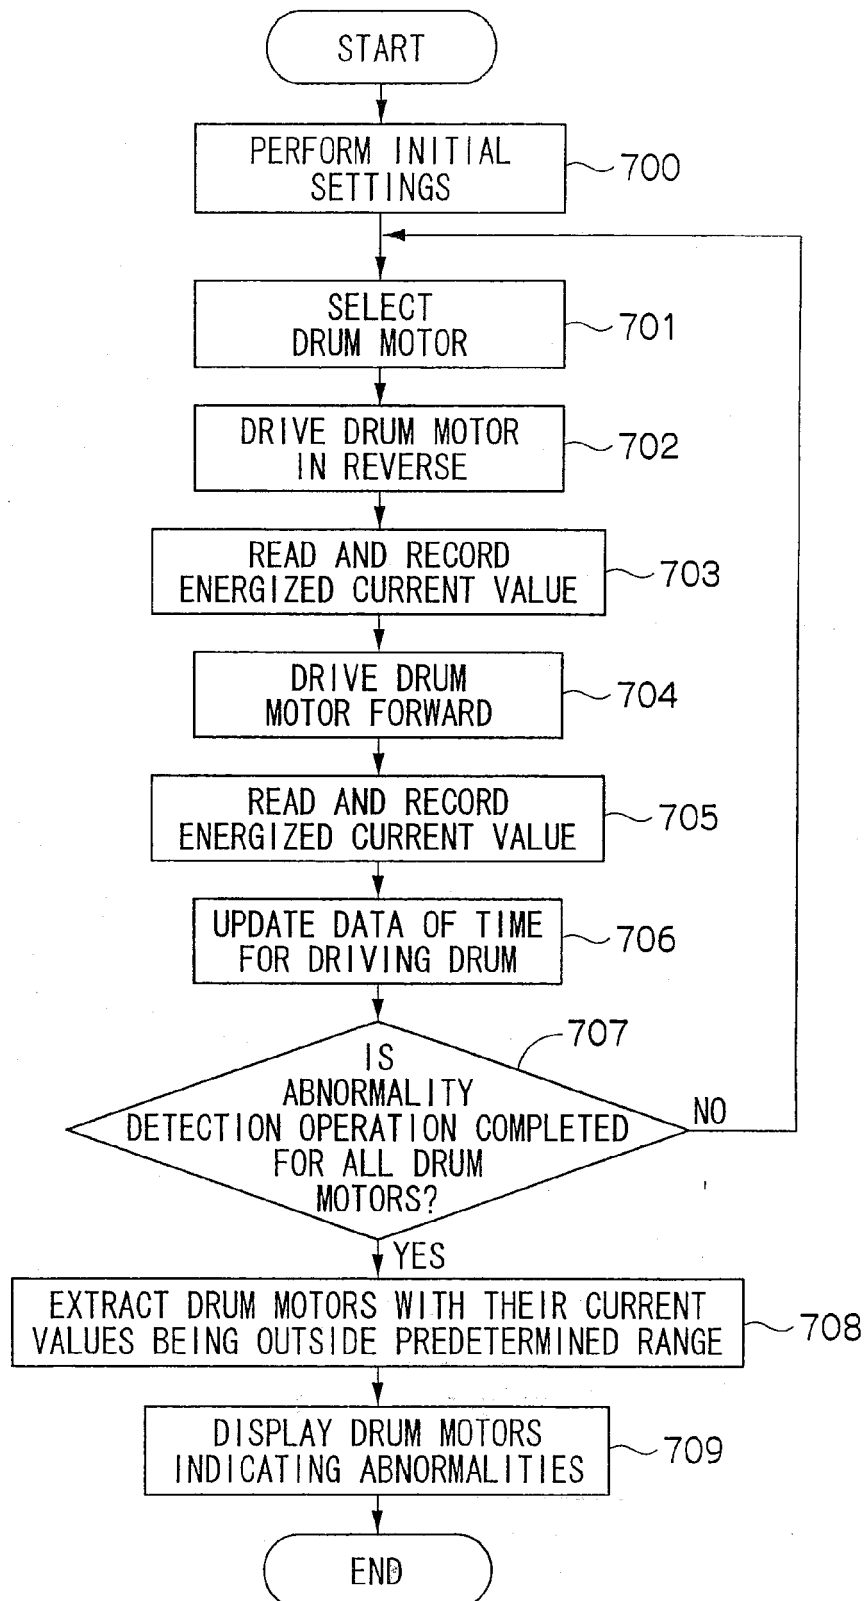 START
PERFORM INITIAL
SETTINGS
700
SELECT
DRUM MOTOR
701
DRIVE DRUM MOTOR
IN REVERSE
702
READ AND RECORD
ENERGIZED CURRENT VALUE
703
DRIVE DRUM
MOTOR FORWARD
704
READ AND RECORD
ENERGIZED CURRENT VALUE
705
UPDATE DATA OF TIME
FOR DRIVING DRUM
706
707
IS
ABNORMALITY
DETECTION OPERATION COMPLETED
FOR ALL DRUM
MOTORS?
NO
YES
EXTRACT DRUM MOTORS WITH THEIR CURRENT
VALUES BEING OUTSIDE PREDETERMINED RANGE
708
DISPLAY DRUM MOTORS
INDICATING ABNORMALITIES
709
END